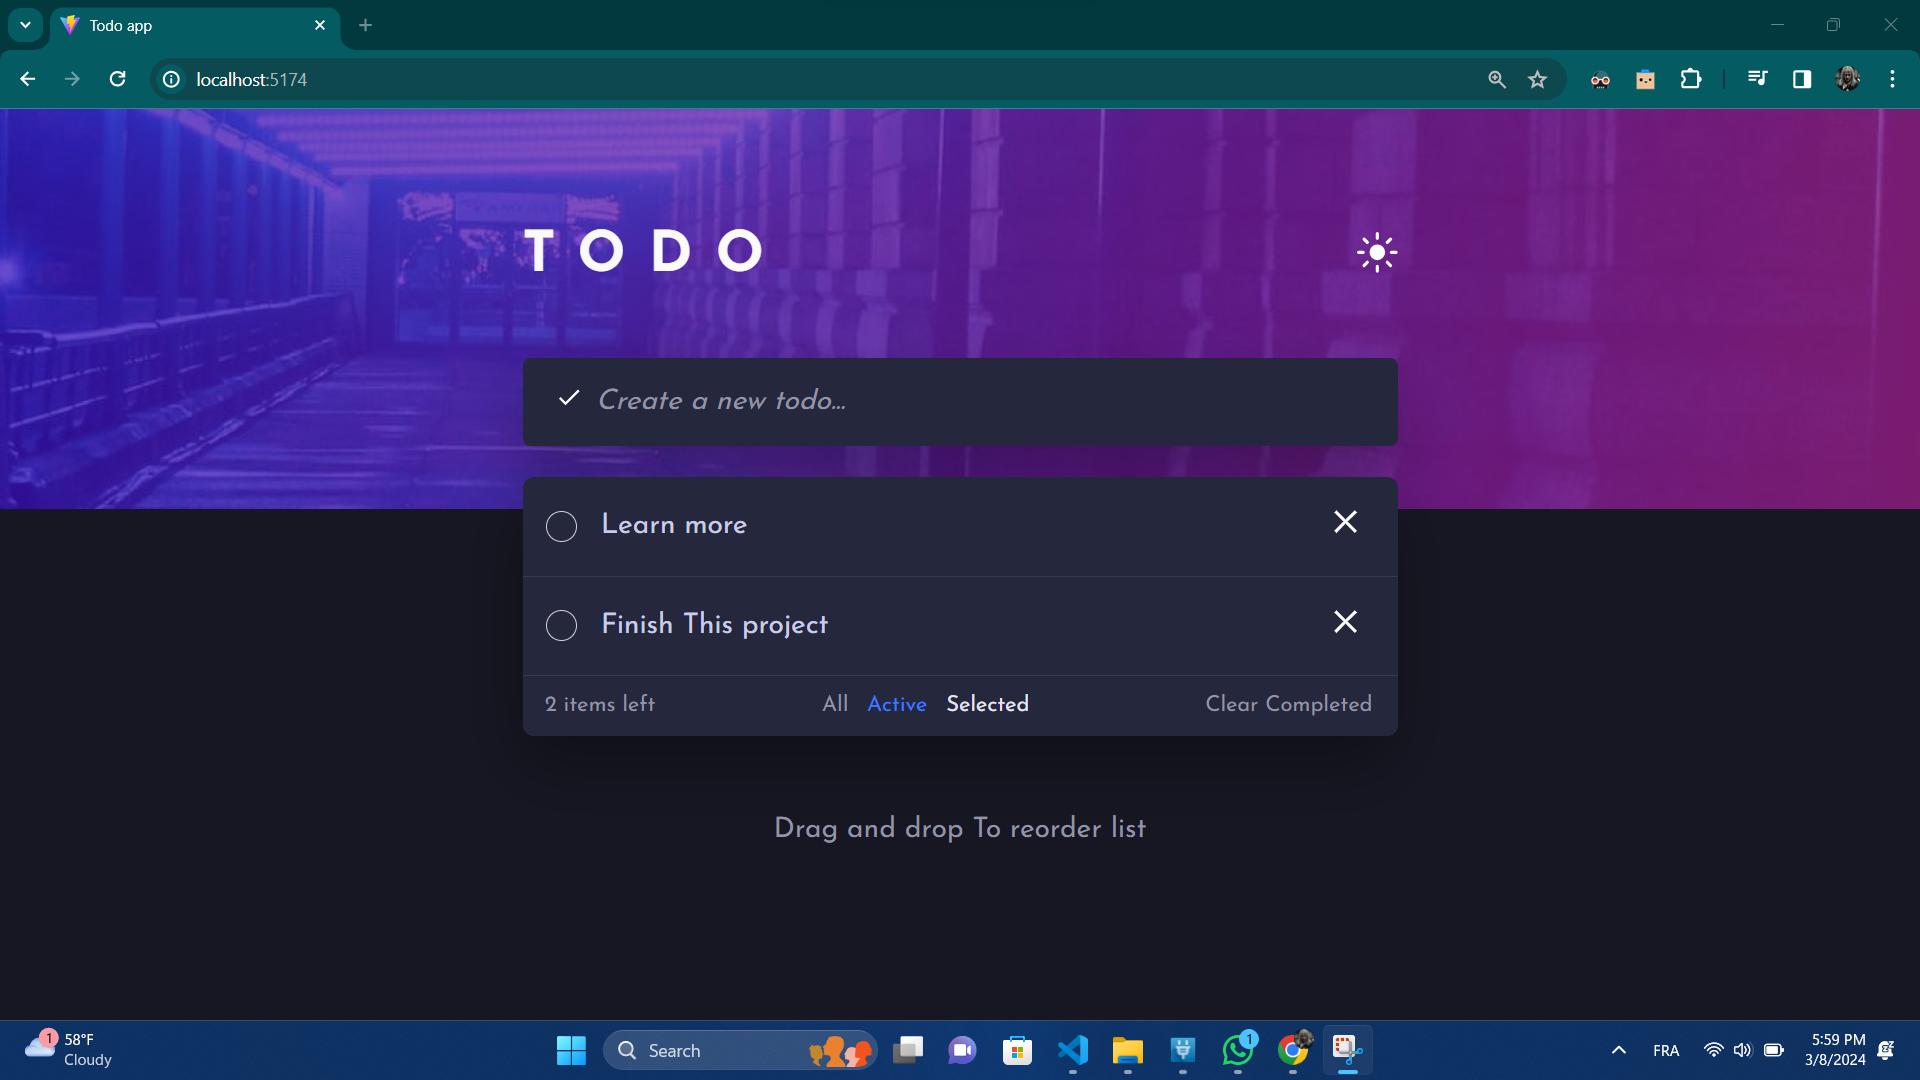 Todo app
localhost:5174
TODO
Create a new todo...
Learn more
Finish This project
2 items left
All Active Selected
Clear Completed
Drag and drop To reorder list
1
58°F
Cloudy
Search
1
FRA
5:59 PM
3/8/2024